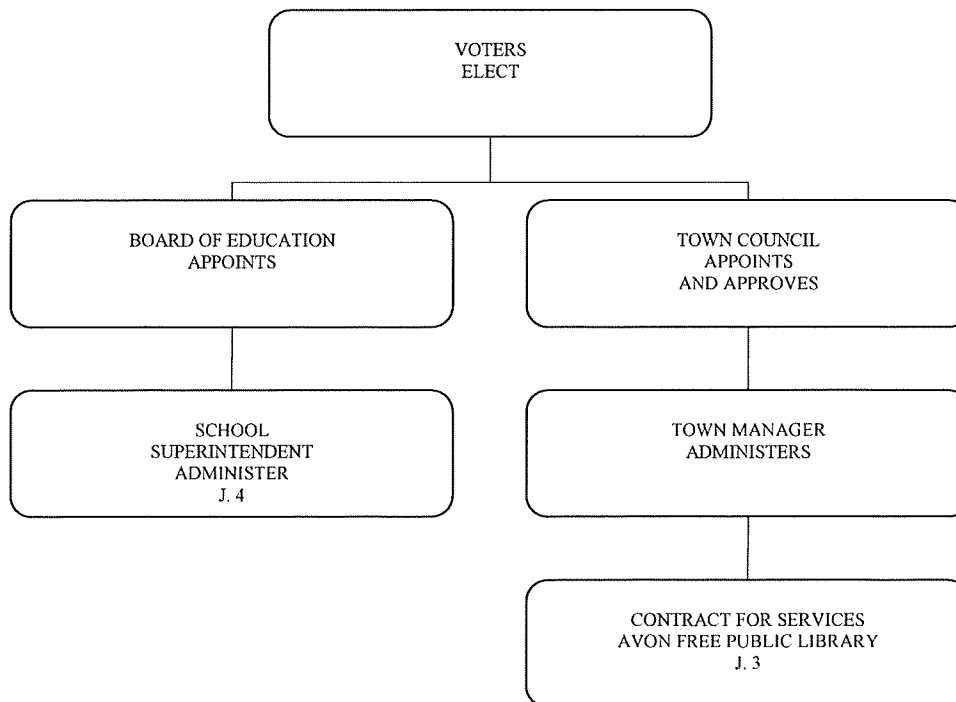 VOTERS
ELECT
BOARD OF EDUCATION
APPOINTS
TOWN COUNCIL
APPOINTS
AND APPROVES
SCHOOL
SUPERINTENDENT
ADMINISTER
J. 4
TOWN MANAGER
ADMINISTERS
CONTRACT FOR SERVICES
AVON FREE PUBLIC LIBRARY
J. 3